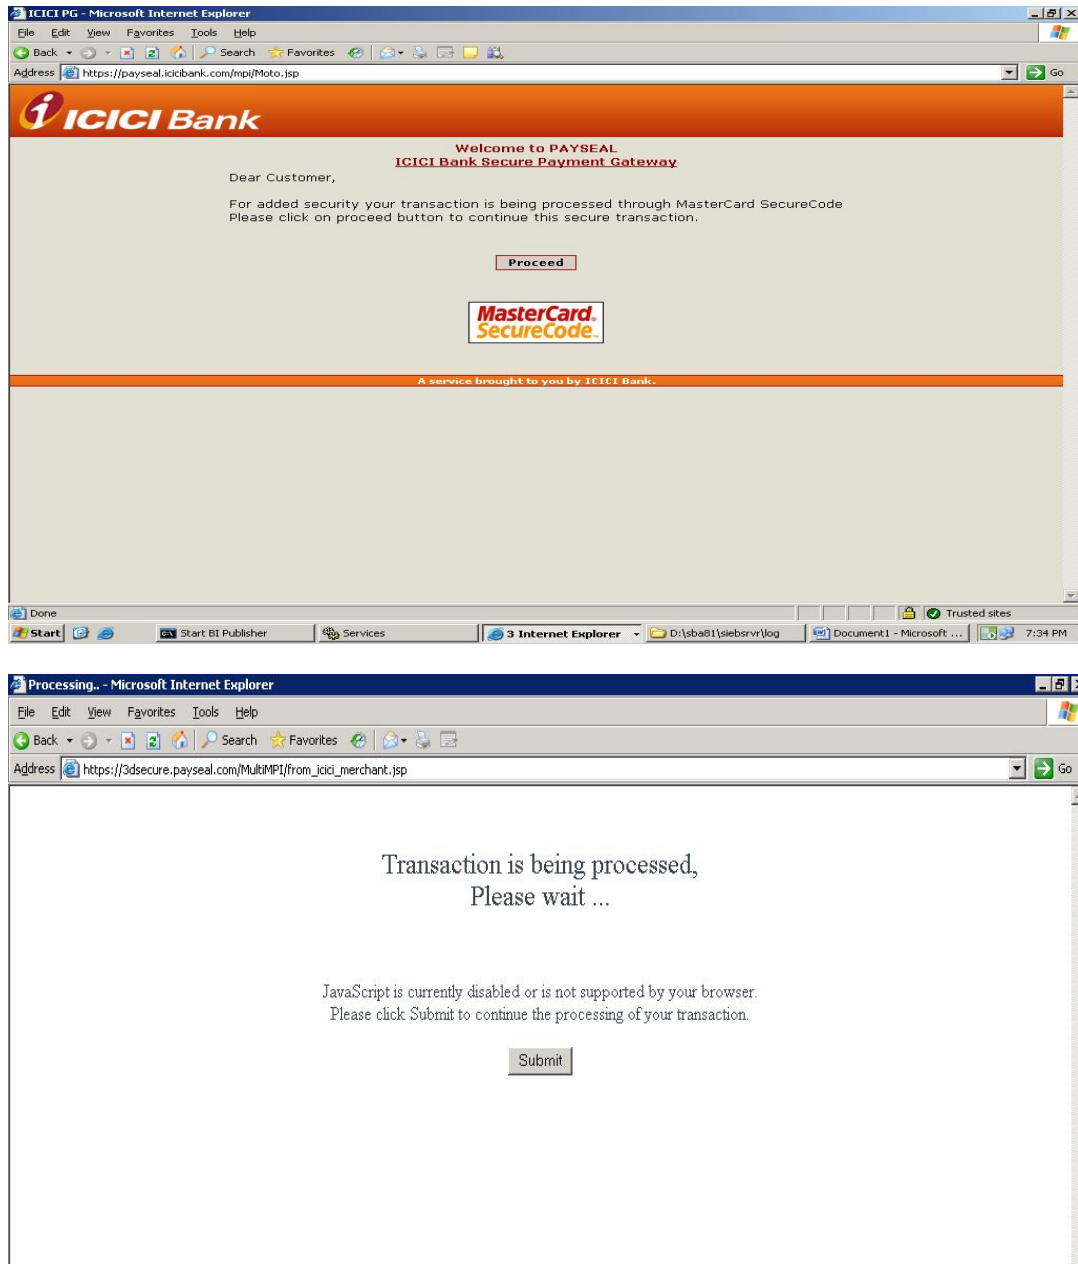 ICICI PG - Microsoft Internet Explorer
File Edit View Favorites Tools Help
Back Search Favorites
Address https://payseal.icicibank.com/mpi/Moto.jsp Go
i ICICI Bank
Welcome to PAYSEAL
ICICI Bank Secure Payment Gateway
Dear Customer,
For added security your transaction is being processed through MasterCard SecureCode
Please click on proceed button to continue this secure transaction.
Proceed
MasterCard.
SecureCode™
A service brought to you by ICICI Bank.
Done Trusted sites
Start Start BI Publisher Services 3 Internet Explorer D:\sba81\siebsrvr\log Document1 - Microsoft ... 7:34 PM
Processing.. - Microsoft Internet Explorer
File Edit View Favorites Tools Help
Back Search Favorites
Address https://3dsecure.payseal.com/MultiMPI/from_icici_merchant.jsp Go
Transaction is being processed,
Please wait ...
JavaScript is currently disabled or is not supported by your browser.
Please click Submit to continue the processing of your transaction.
Submit